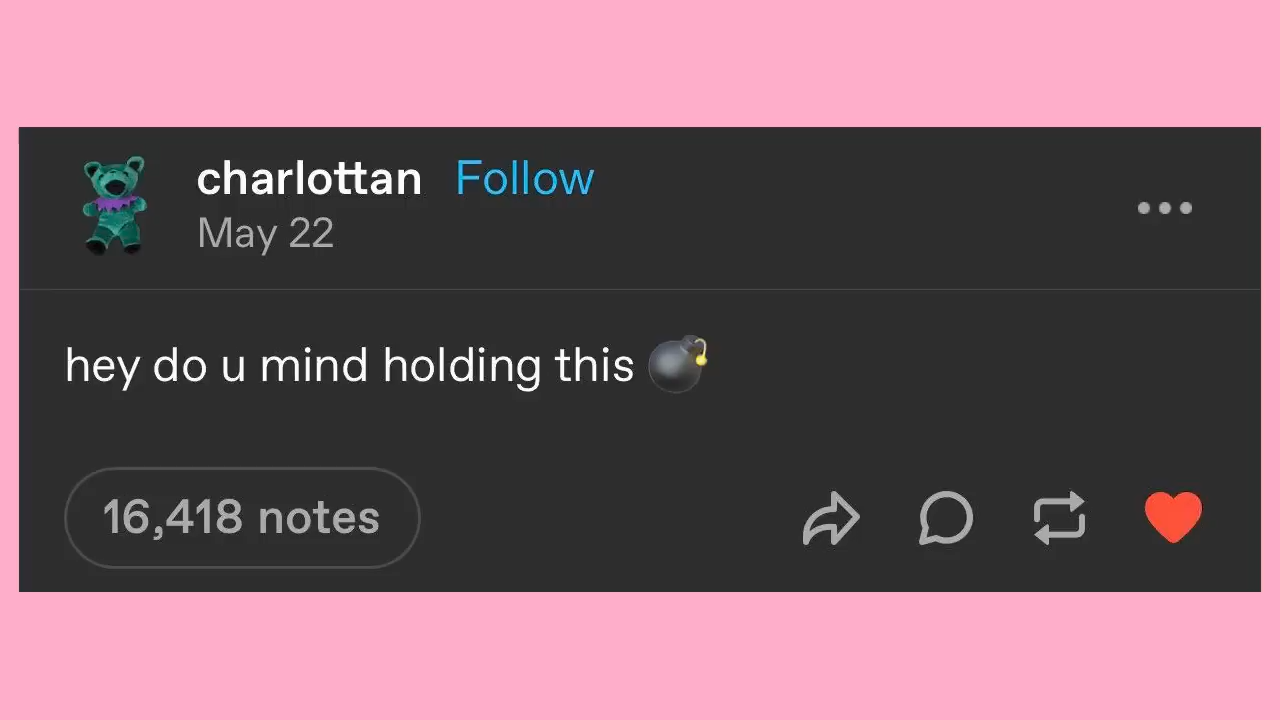 charlottan Follow
May 22
hey do u mind holding this 💣
16,418 notes